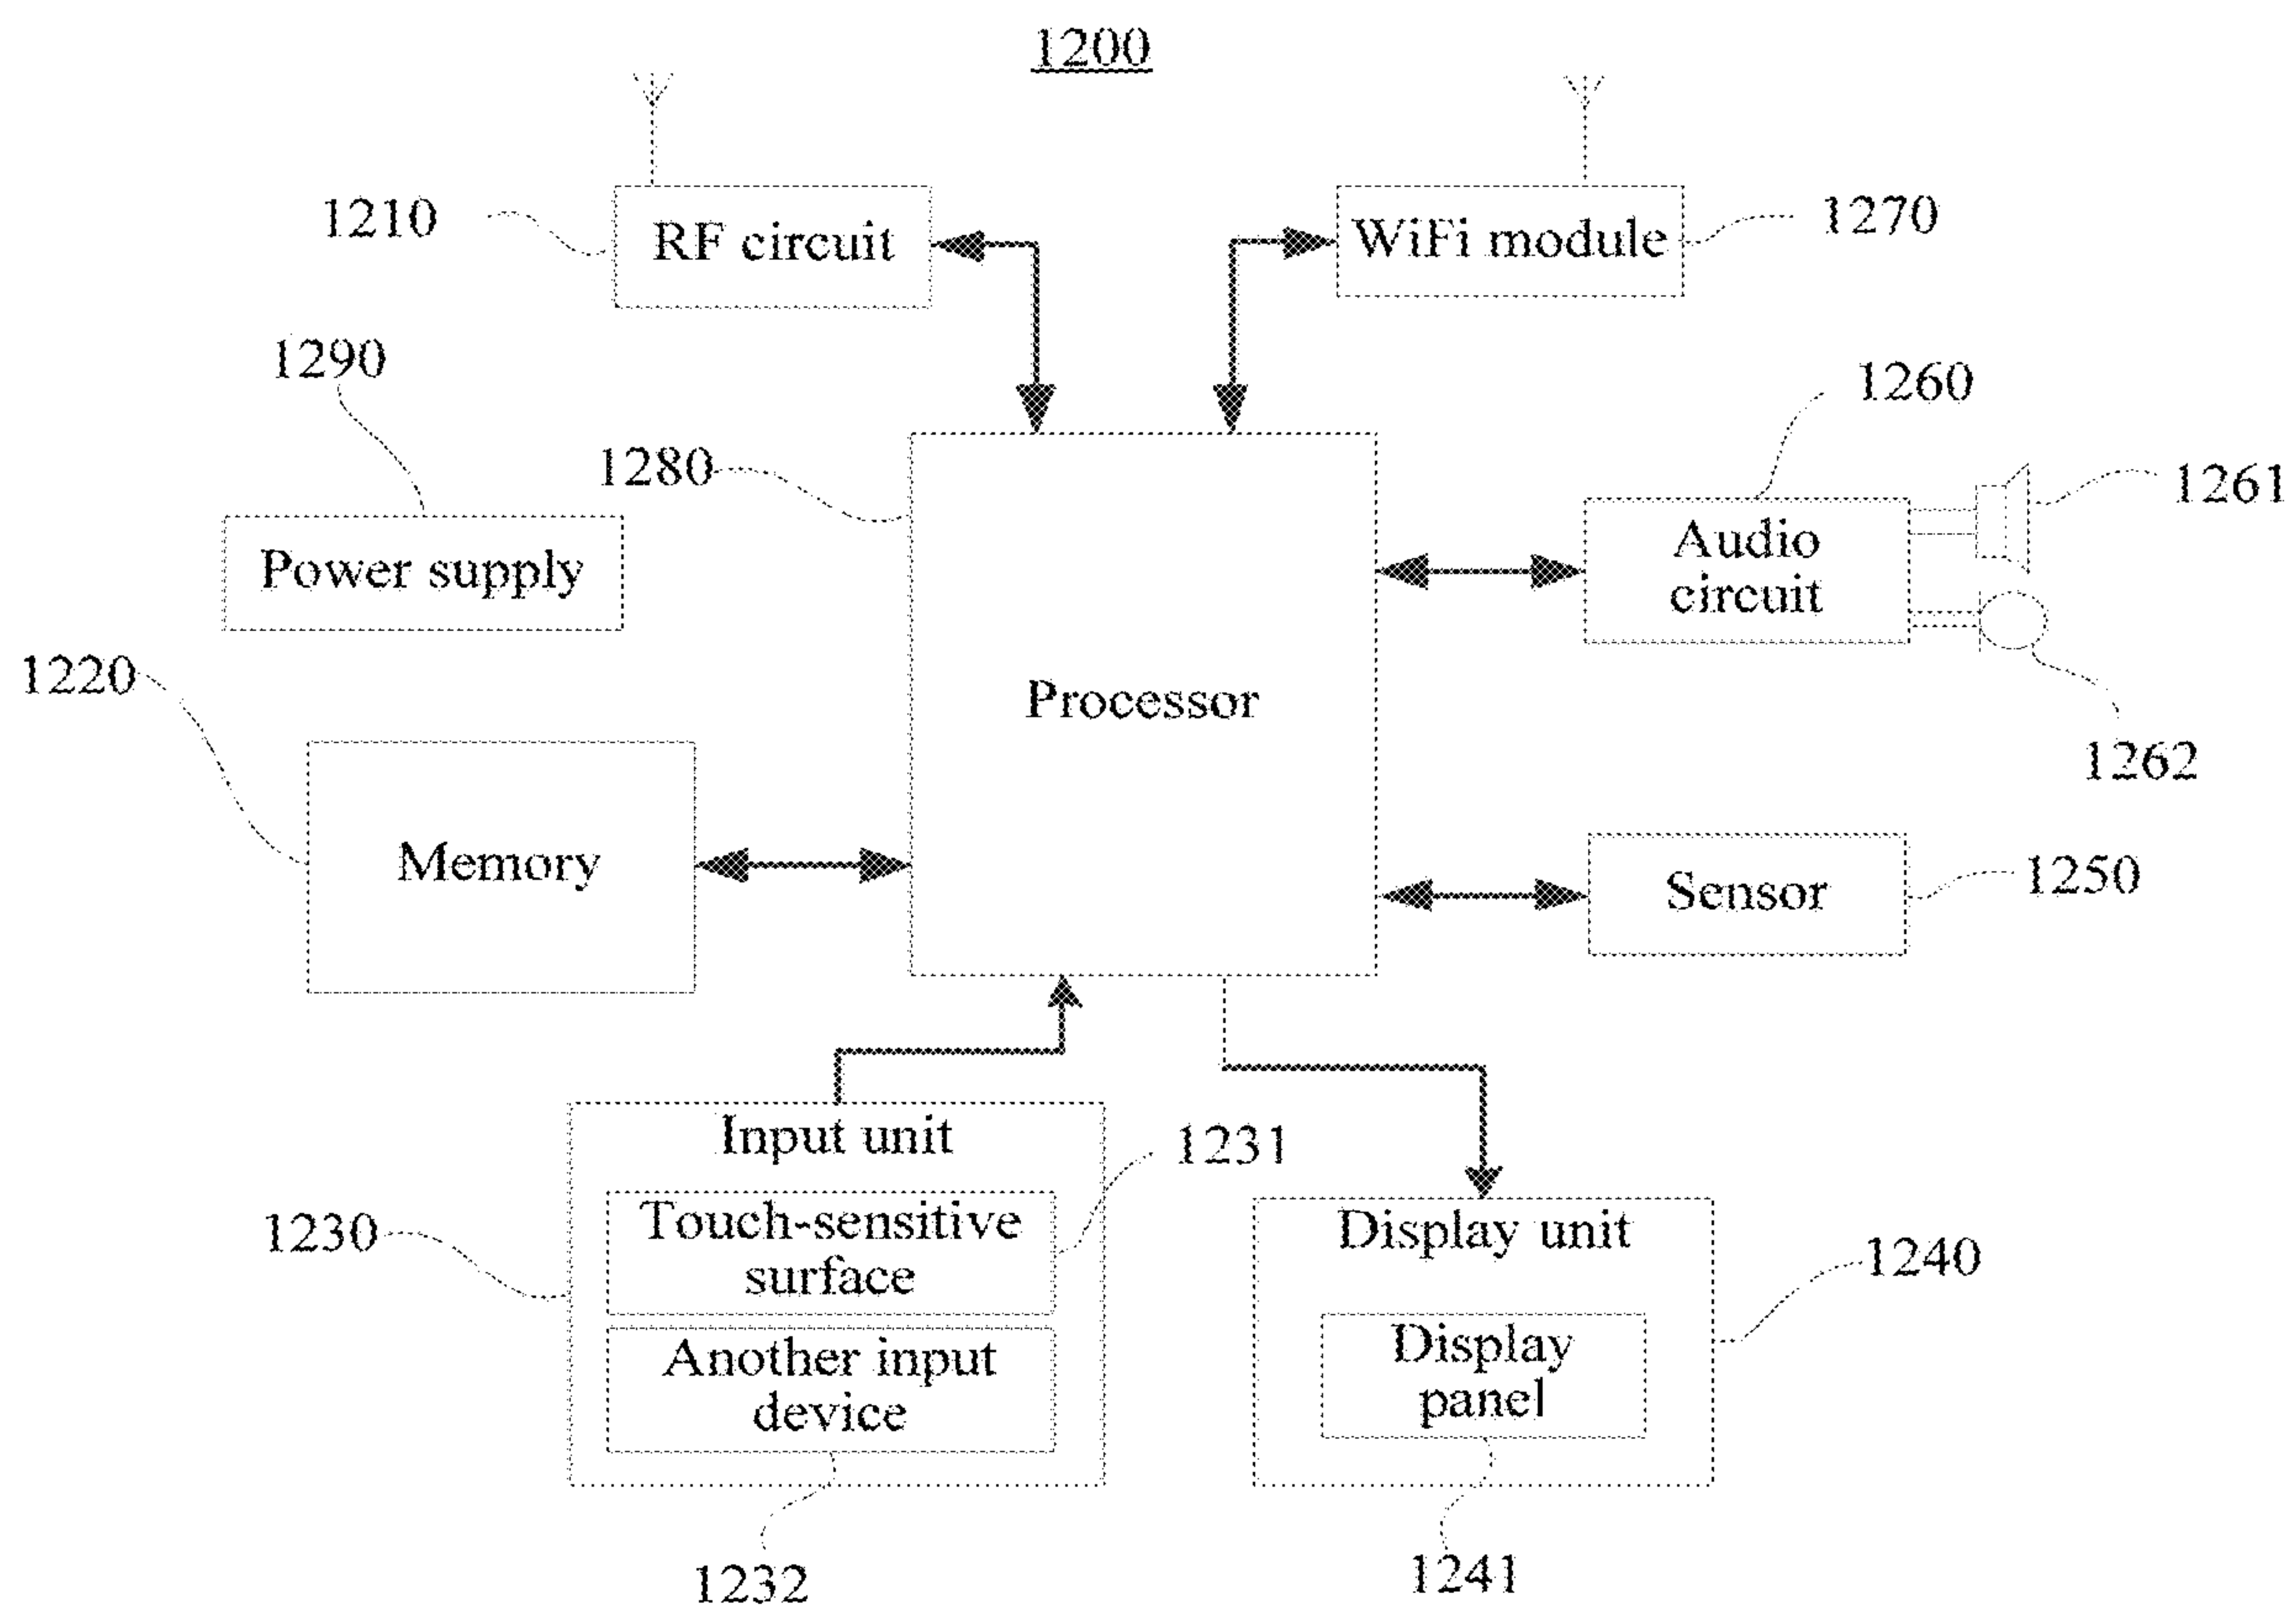 1200
1210
RF circuit
WiFi module
1270
1290
1260
1280
1261
Power supply
Audio
circuit
1220
Processor
1262
Memory
Sensor
1250
Input unit
1231
1230
Touch-sensitive
surface
Display unit
1240
Another input
device
Display
panel
1232
1241